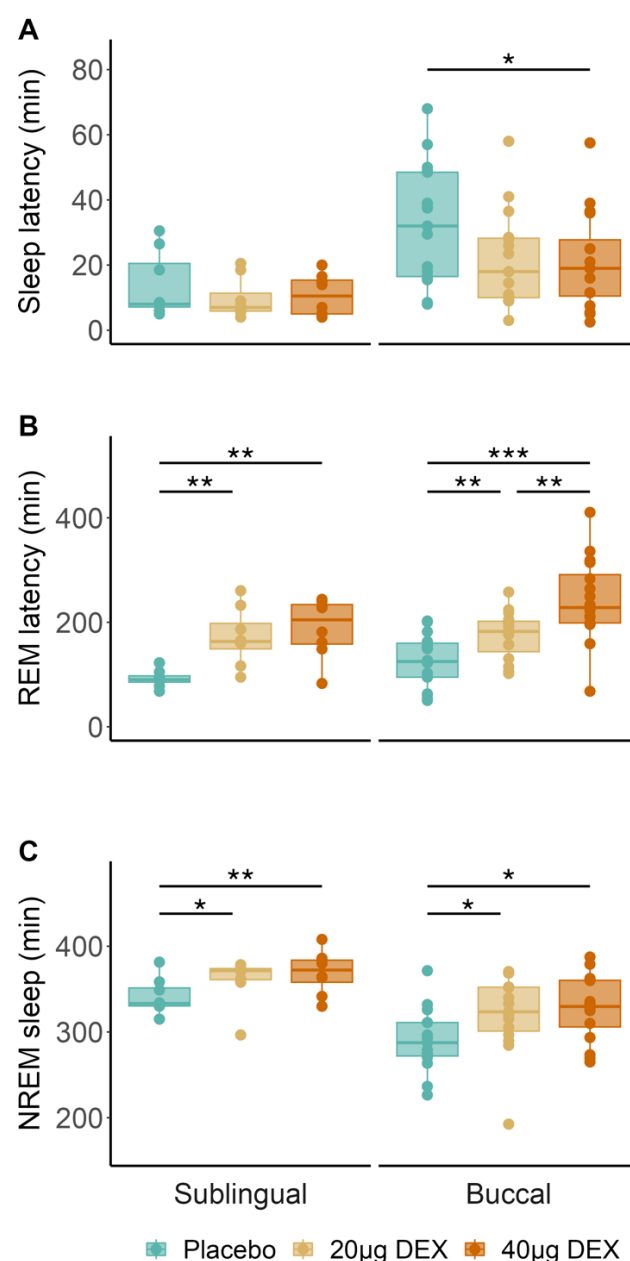 A
Sleep latency (min)
80
60
40
20
0
*
B
REM latency (min)
400
200
0
**
**
***
**
**
C
NREM sleep (min)
400
300
200
**
*
*
*
Sublingual
Buccal
Placebo 20µg DEX 40µg DEX